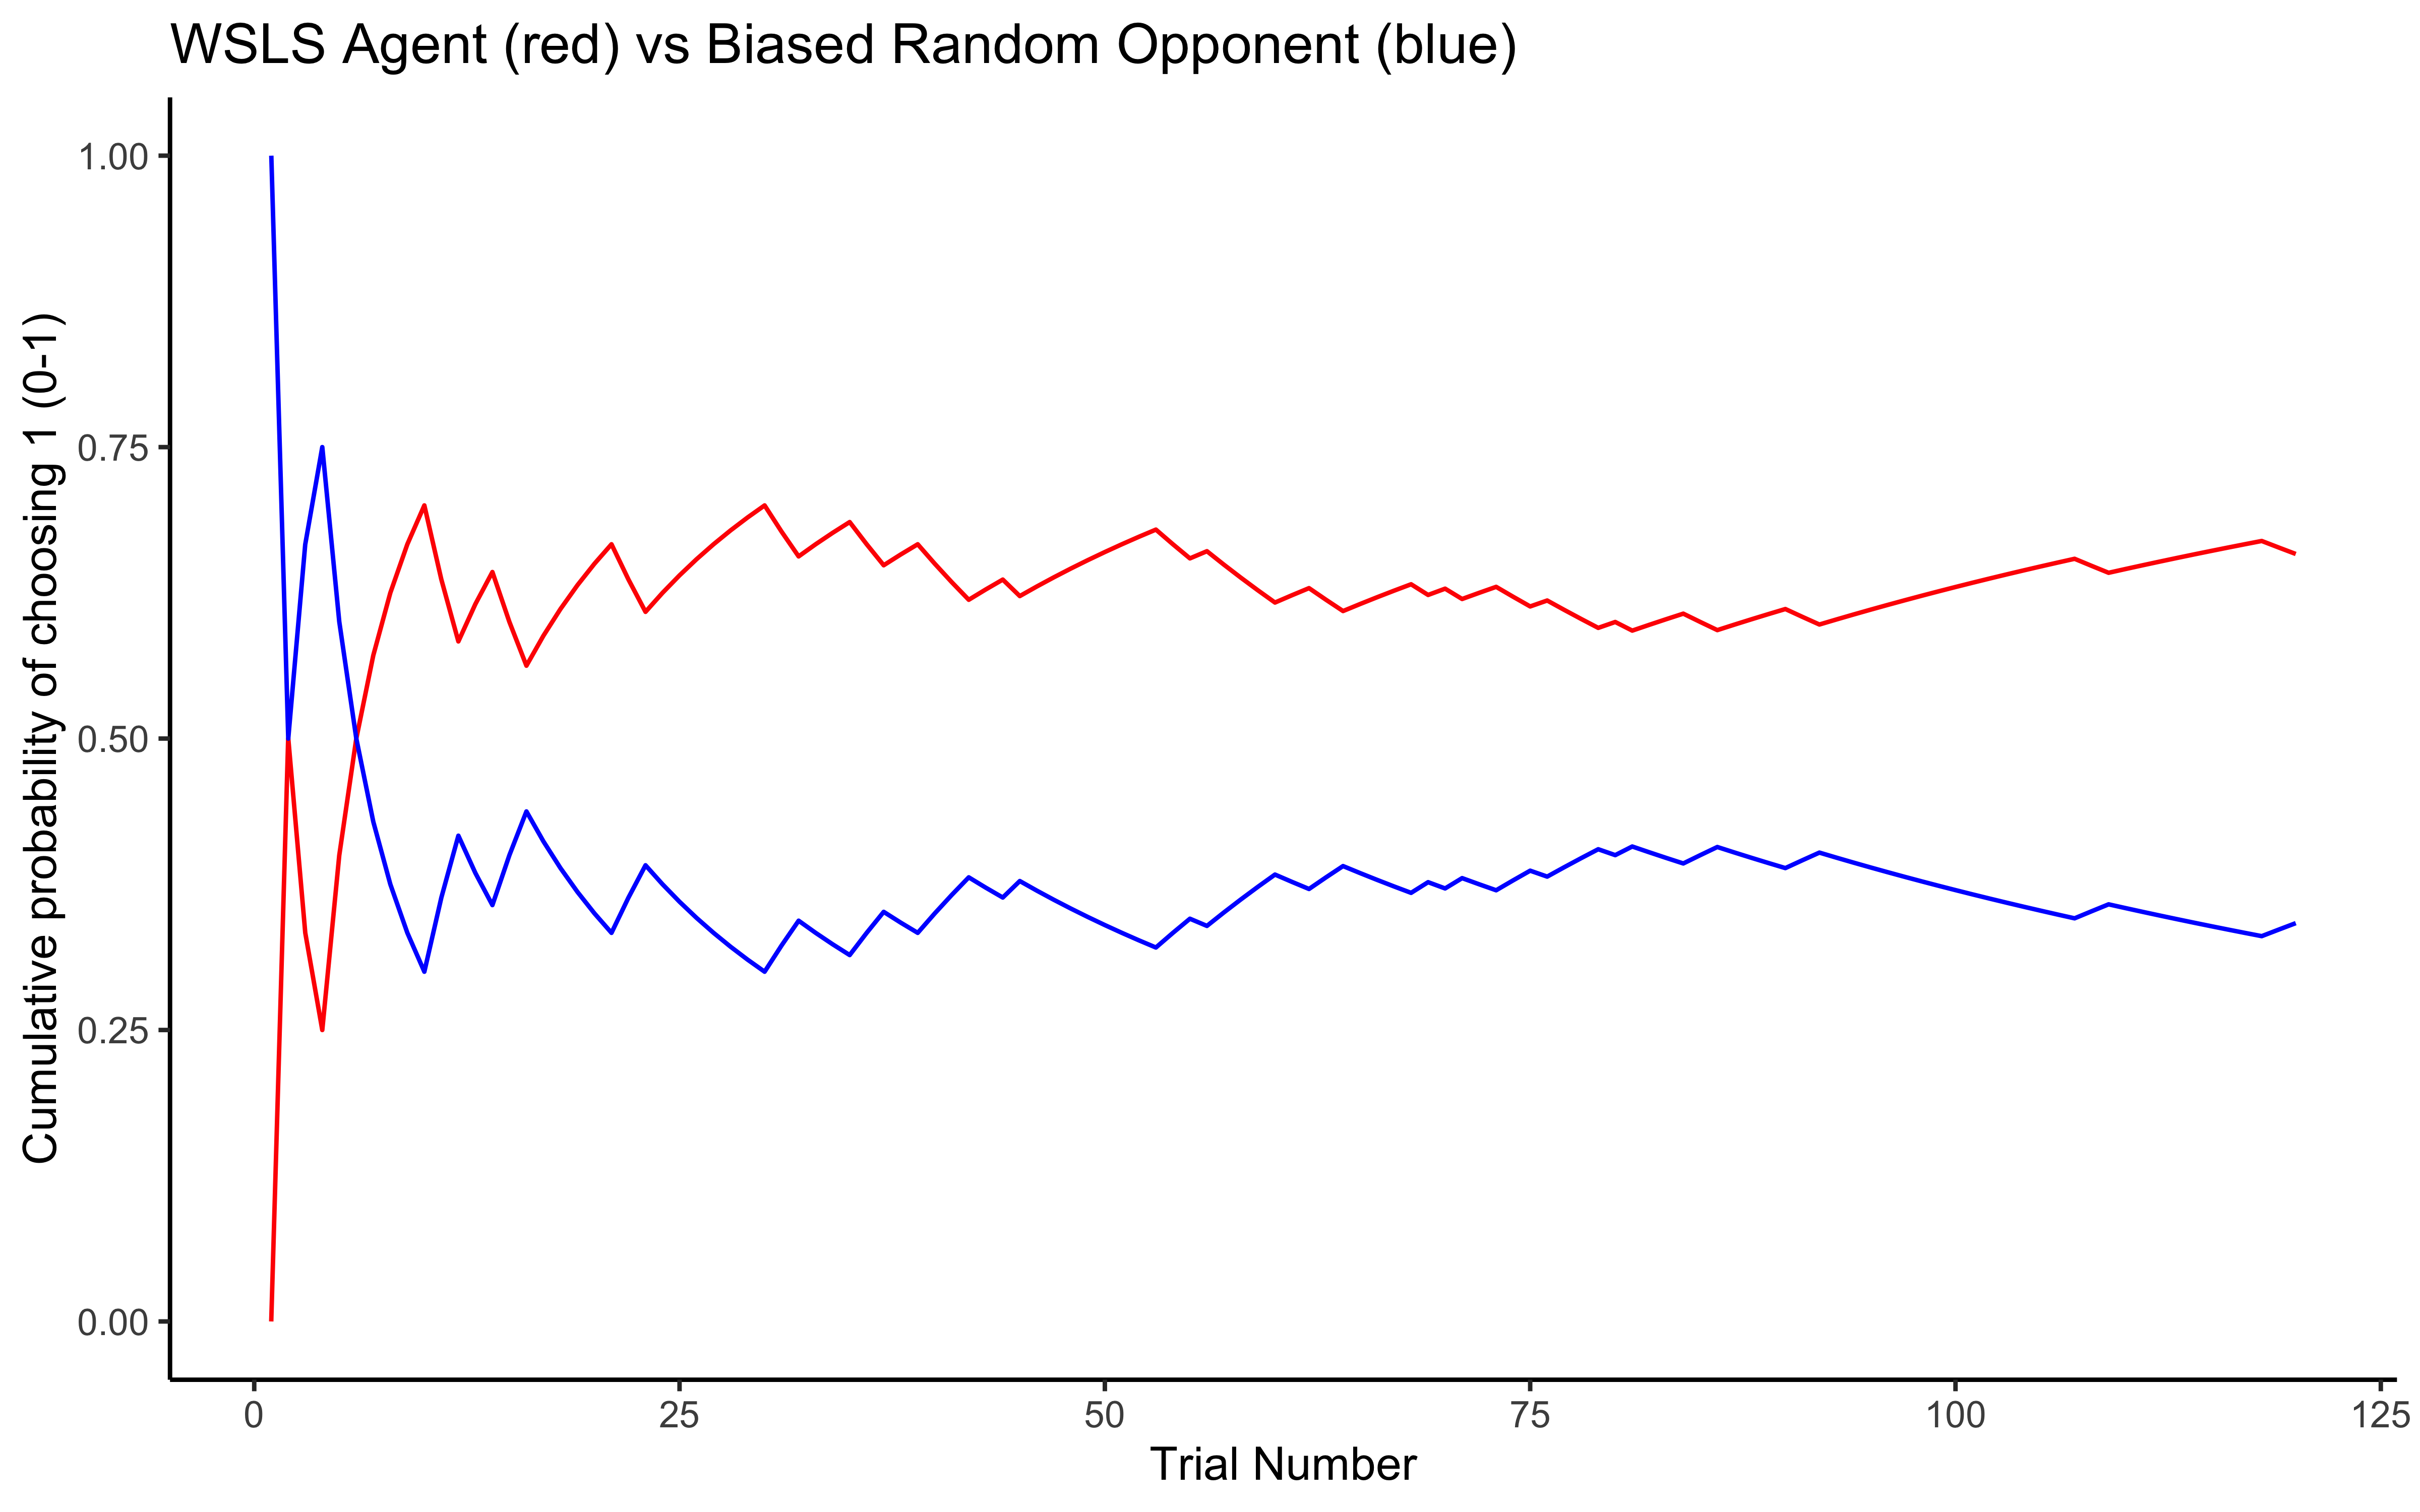 WSLS Agent (red) vs Biased Random Opponent (blue)
Cumulative probability of choosing 1 (0-1)
1.00
0.75
0.50
0.25
0.00
0 25 50 75 100 125
Trial Number